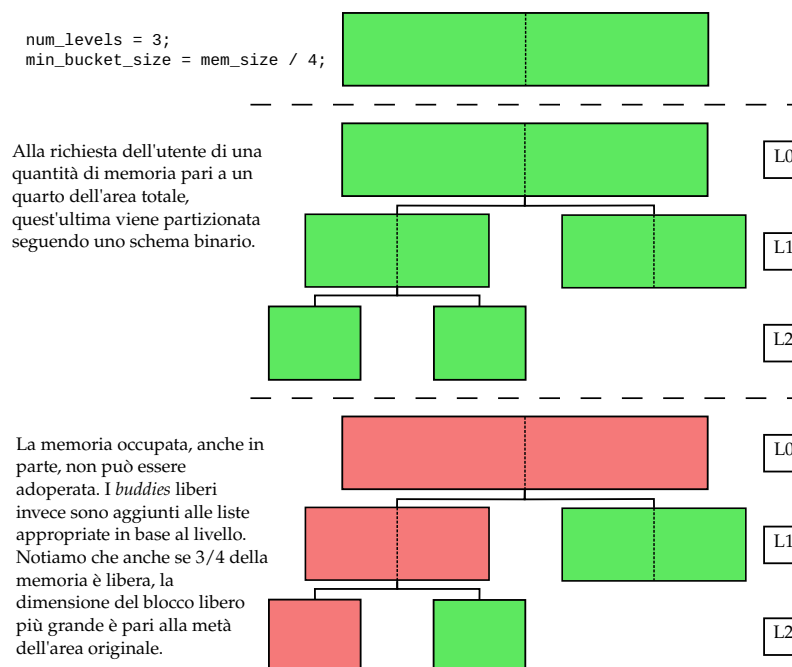 num_levels = 3;
min_bucket_size = mem_size / 4;
Alla richiesta dell'utente di una
quantità di memoria pari a un
quarto dell'area totale,
quest'ultima viene partizionata
seguendo uno schema binario.
L0
L1
L2
La memoria occupata, anche in
parte, non può essere
adoperata. I buddies liberi
invece sono aggiunti alle liste
appropriate in base al livello.
Notiamo che anche se 3/4 della
memoria è libera, la
dimensione del blocco libero
più grande è pari alla metà
dell'area originale.
L0
L1
L2